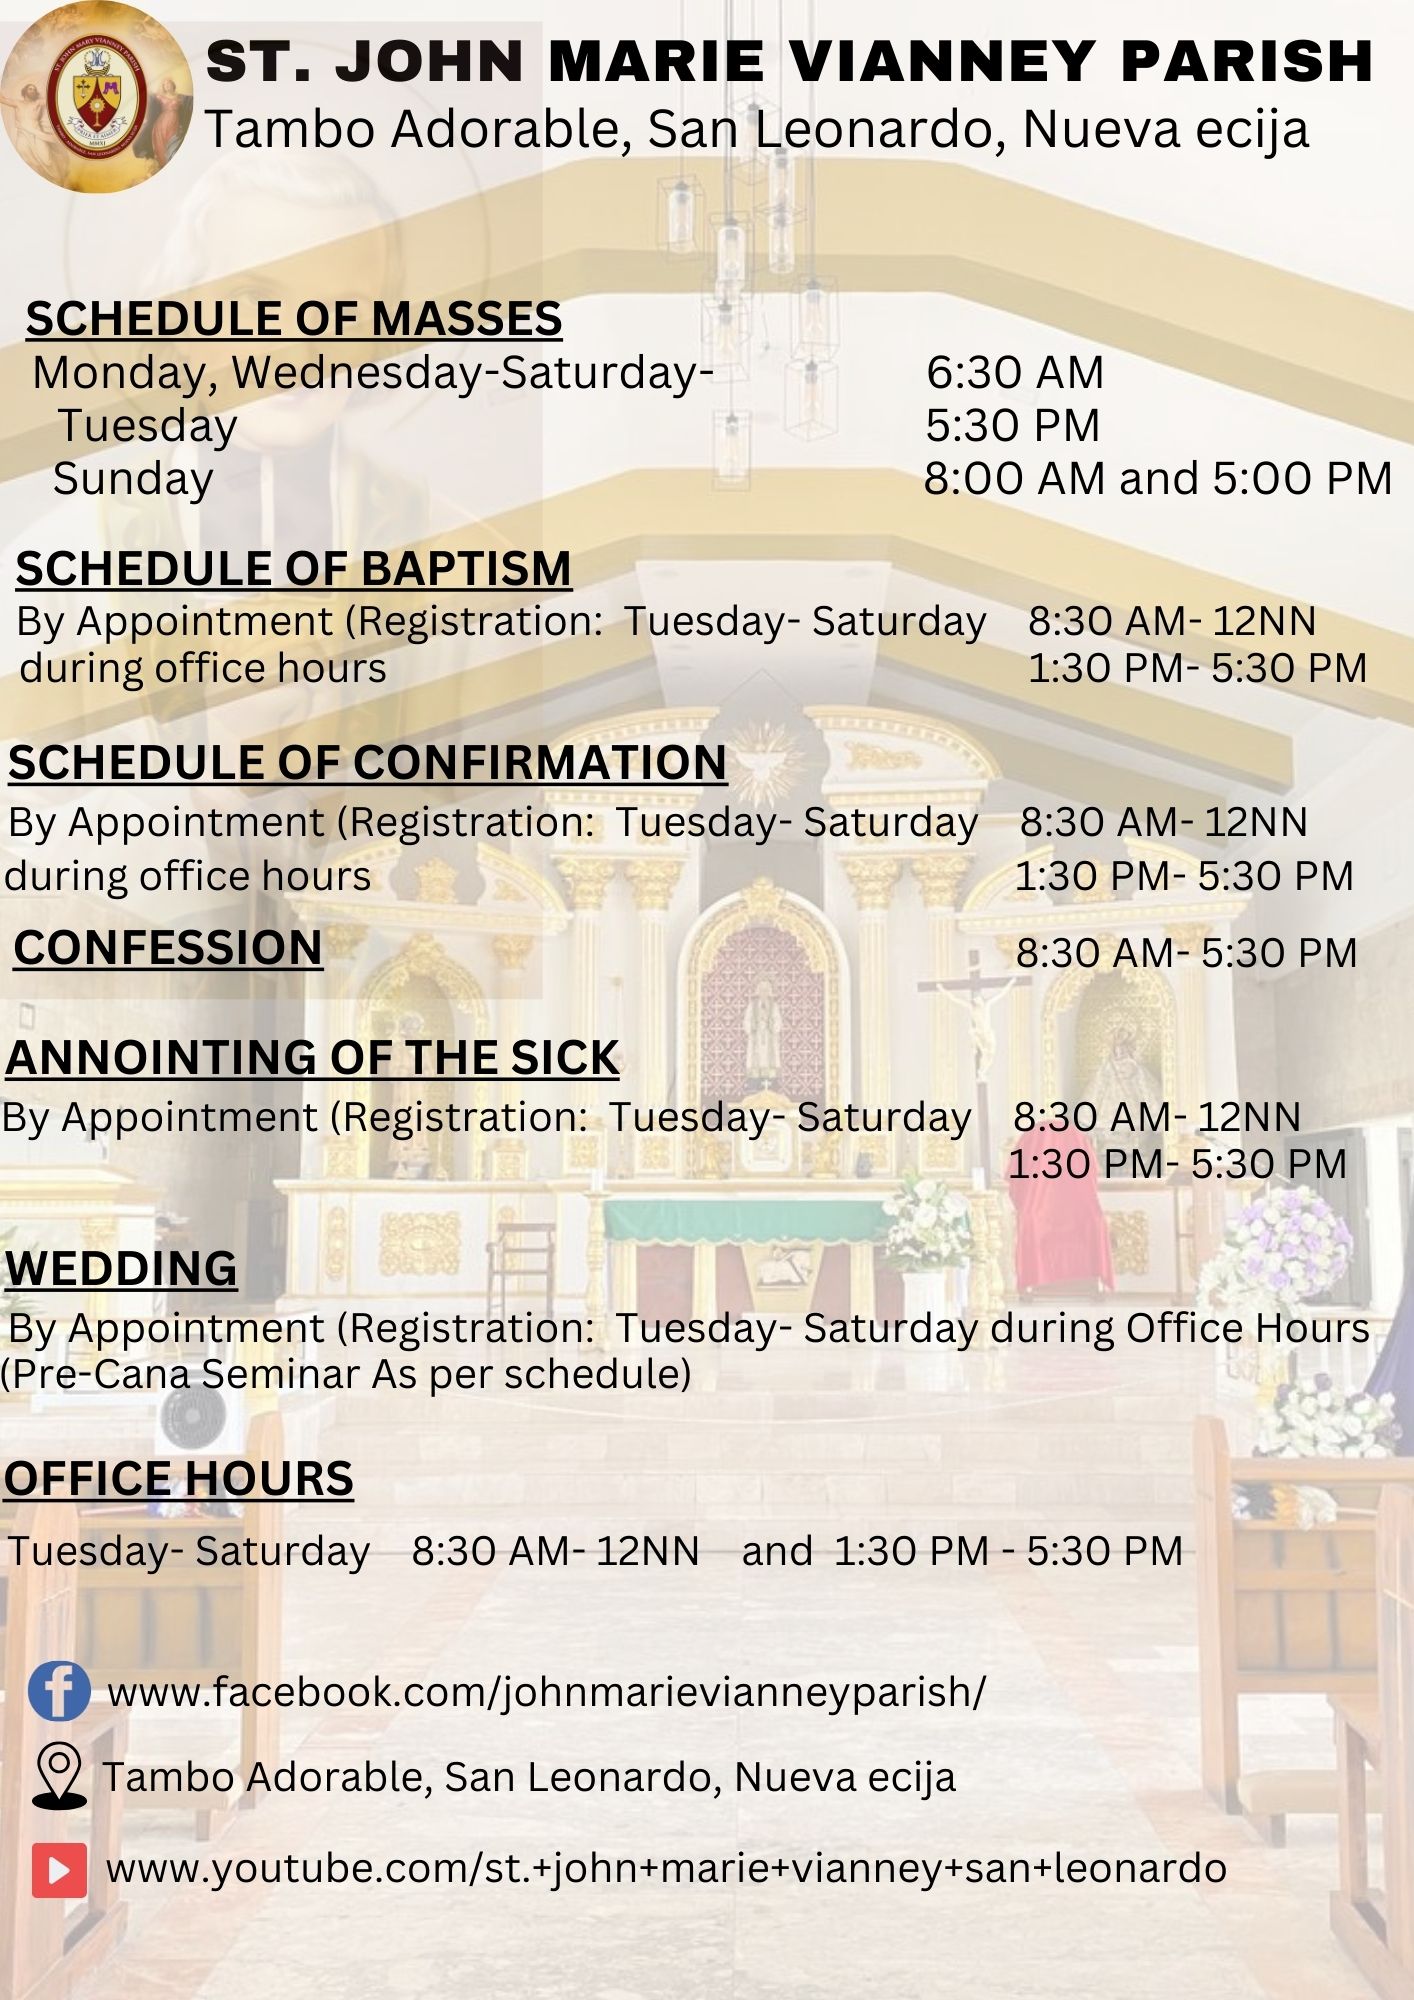 ST. JOHN MARIE VIANNEY PARISH
Tambo Adorable, San Leonardo, Nueva ecija
SCHEDULE OF MASSES
Monday, Wednesday-Saturday- 6:30 AM
Tuesday 5:30 PM
Sunday 8:00 AM and 5:00 PM
SCHEDULE OF BAPTISM
By Appointment (Registration: Tuesday- Saturday 8:30 AM- 12NN
during office hours 1:30 PM- 5:30 PM
SCHEDULE OF CONFIRMATION
By Appointment (Registration: Tuesday- Saturday 8:30 AM- 12NN
during office hours 1:30 PM- 5:30 PM
CONFESSION 8:30 AM- 5:30 PM
ANNOINTING OF THE SICK
By Appointment (Registration: Tuesday- Saturday 8:30 AM- 12NN
1:30 PM- 5:30 PM
WEDDING
By Appointment (Registration: Tuesday- Saturday during Office Hours
(Pre-Cana Seminar As per schedule)
OFFICE HOURS
Tuesday- Saturday 8:30 AM- 12NN and 1:30 PM - 5:30 PM
www.facebook.com/johnmarievianneyparish/
Tambo Adorable, San Leonardo, Nueva ecija
www.youtube.com/st.+john+marie+vianney+san+leonardo